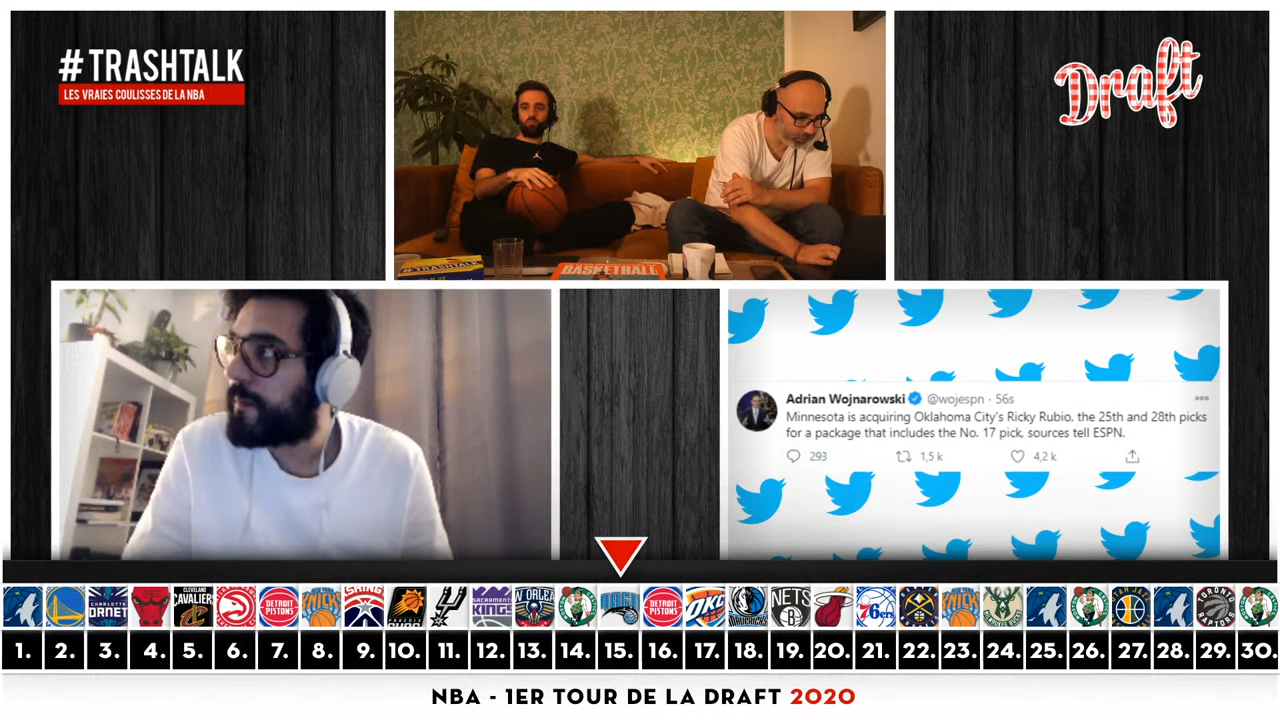 # TRASHTALK
LES VRAIES COULISSES DE LA NBA
Draft
#TRASHTALK
BASKETBALL
Adrian Wojnarowski @wojespn · 56s
Minnesota is acquiring Oklahoma City's Ricky Rubio, the 25th and 28th picks
for a package that includes the No. 17 pick, sources tell ESPN.
293 1,5 k 4,2 k
CHARLOTTE
HORNET
CLEVELAND
CAVALIERS
DETROIT
PISTONS
KNICKS
PHOENIX
SACRAMENTO
KINGS
DETROIT
PISTONS
OKC
MAVERICKS
NETS
76ers
KNICKS
TORONTO
RAPTORS
1. 2. 3. 4. 5. 6. 7. 8. 9. 10. 11. 12. 13. 14. 15. 16. 17. 18. 19. 20. 21. 22. 23. 24. 25. 26. 27. 28. 29. 30.
NBA - 1ER TOUR DE LA DRAFT 2020